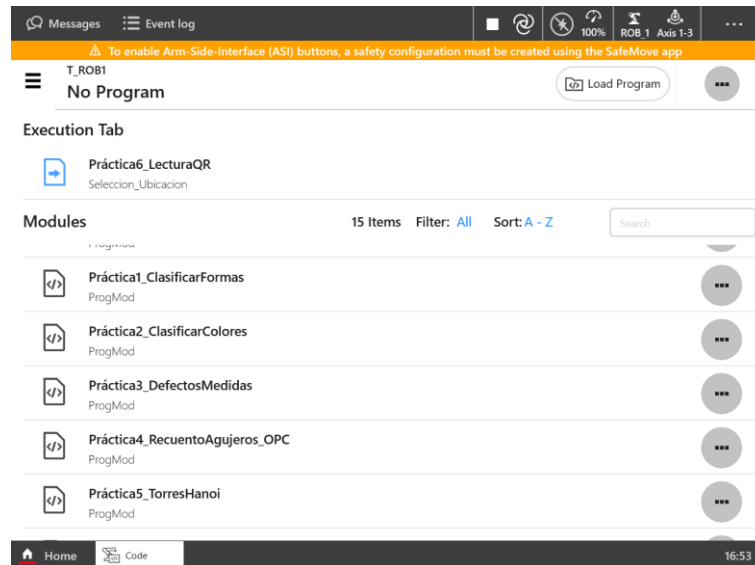 Messages Event log 100% ROB_1 Axis 1-3 ...
To enable Arm-Side-Interface (ASI) buttons, a safety configuration must be created using the SafeMove app
T_ROB1
No Program
Load Program
Execution Tab
Práctica6_LecturaQR
Seleccion_Ubicacion
Modules 15 Items Filter: All Sort: A - Z Search
ProgMod
Práctica1_ClasificarFormas
ProgMod
Práctica2_ClasificarColores
ProgMod
Práctica3_DefectosMedidas
ProgMod
Práctica4_RecuentoAgujeros_OPC
ProgMod
Práctica5_TorresHanoi
ProgMod
Home Code 16:53